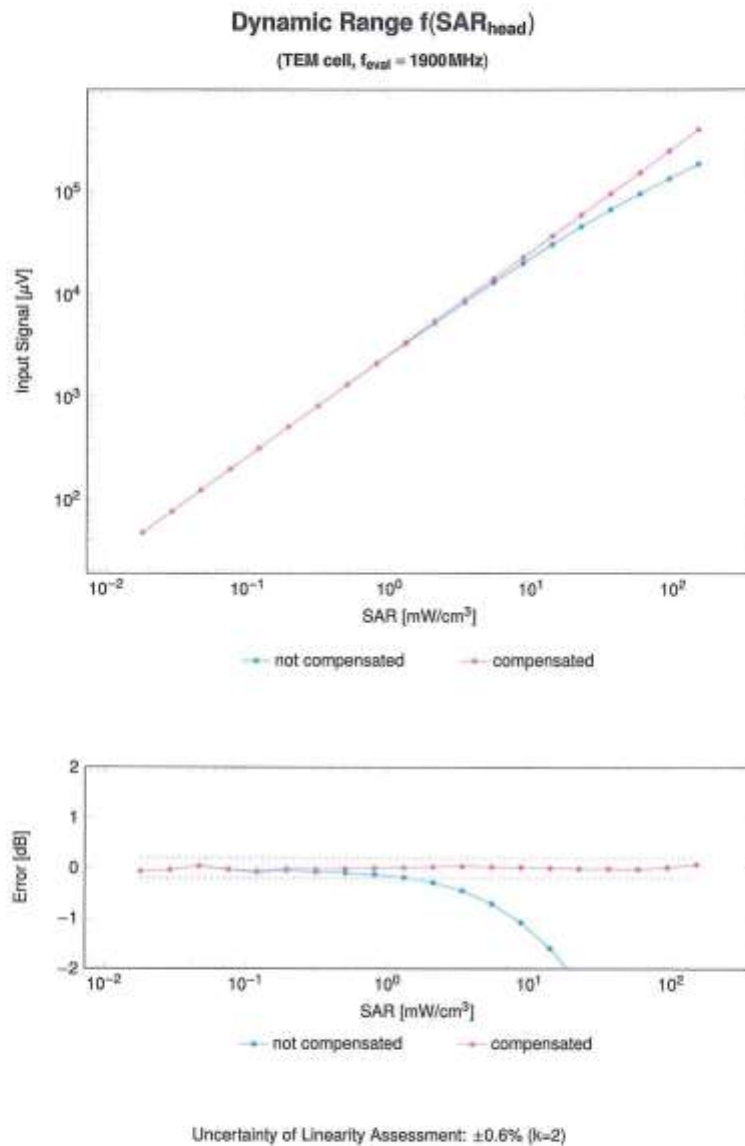 Dynamic Range f(SAR_head)
(TEM cell, f_eval = 1900MHz)
10⁵
10⁴
10³
10²
Input Signal [µV]
10⁻² 10⁻¹ 10⁰ 10¹ 10²
SAR [mW/cm³]
not compensated compensated
2
1
0
−1
−2
Error [dB]
10⁻² 10⁻¹ 10⁰ 10¹ 10²
SAR [mW/cm³]
not compensated compensated
Uncertainty of Linearity Assessment: ±0.6% (k=2)